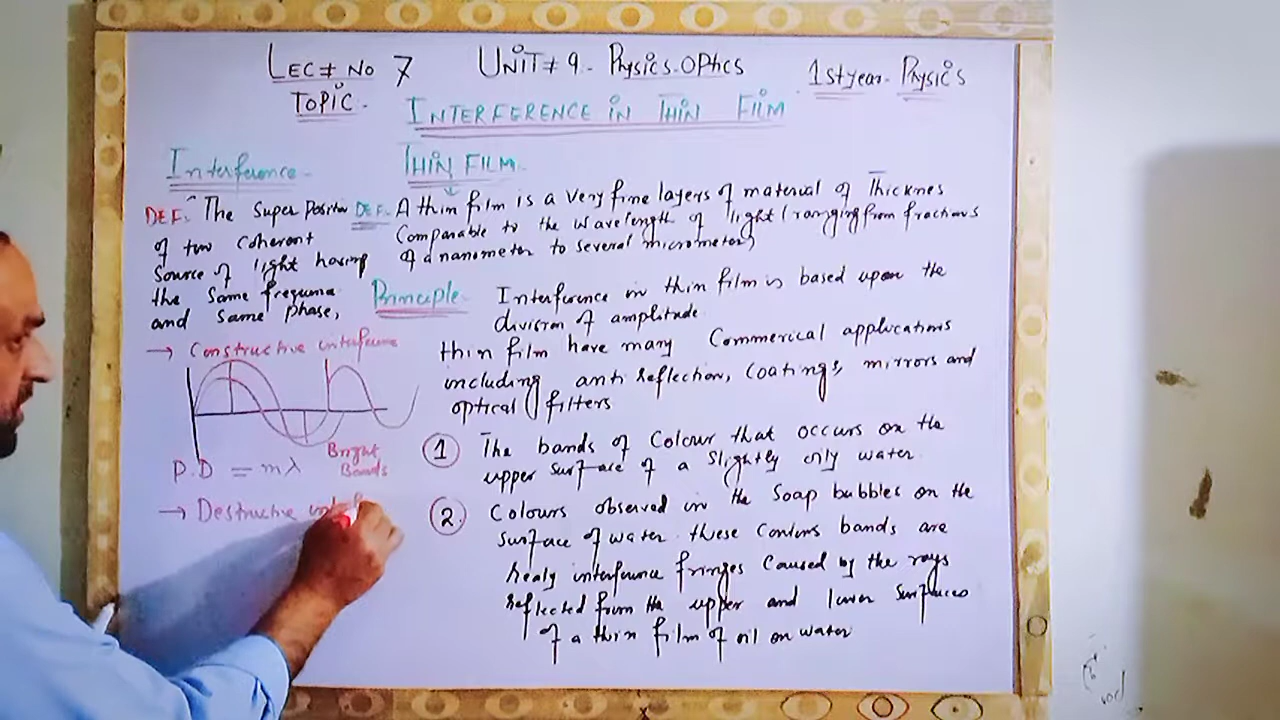 LEC # NO 7 UNIT # 9 - PHYSICS-OPTICS 1st year - PHYSICS
TOPIC.
INTERFERENCE IN THIN FILM
Interference
DEF. The Super Position
of two coherent
Source of light having
the Same
and same phase,
→ Constructive
P.D = mλ
Bright
Bands
→ Destructive
THIN FILM.
DEF. A thin film is a very fine layers of material of Thicknes
Comparable to the wavelength of light (ranging from fractions
of a nanometer to several micrometer)
Principle Interference in thin film is based upon the
division of amplitude
thin film have many Commerical applications
including anti reflection, coatings, mirrors and
optical filters
1 The bands of Colour that occurs on the
upper surface of a slightly oily water
2. Colours observed in the Soap bubbles on the
surface of water these bands are
interference fringes Caused by the rays
reflected from the upper and lower surfaces
of a thin film of oil on water